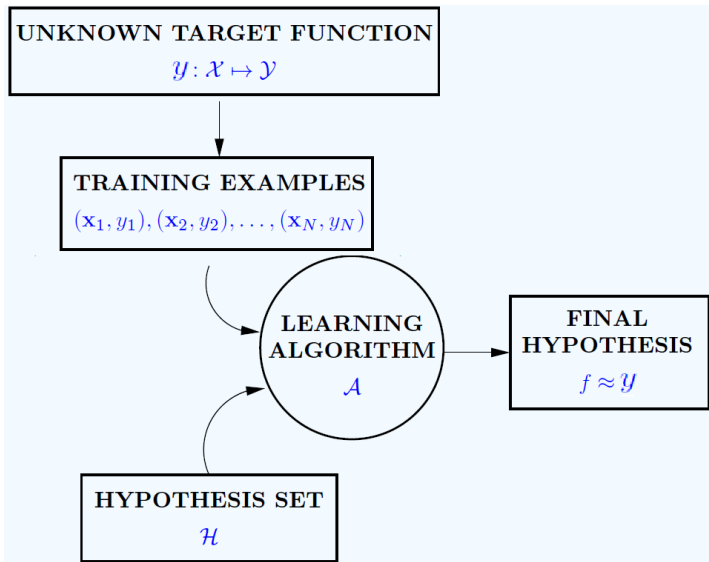 UNKNOWN TARGET FUNCTION
y : 𝒳 ↦ 𝒴
TRAINING EXAMPLES
(x₁, y₁), (x₂, y₂), . . . , (x_N, y_N)
LEARNING
ALGORITHM
𝒜
FINAL
HYPOTHESIS
f ≈ y
HYPOTHESIS SET
ℋ